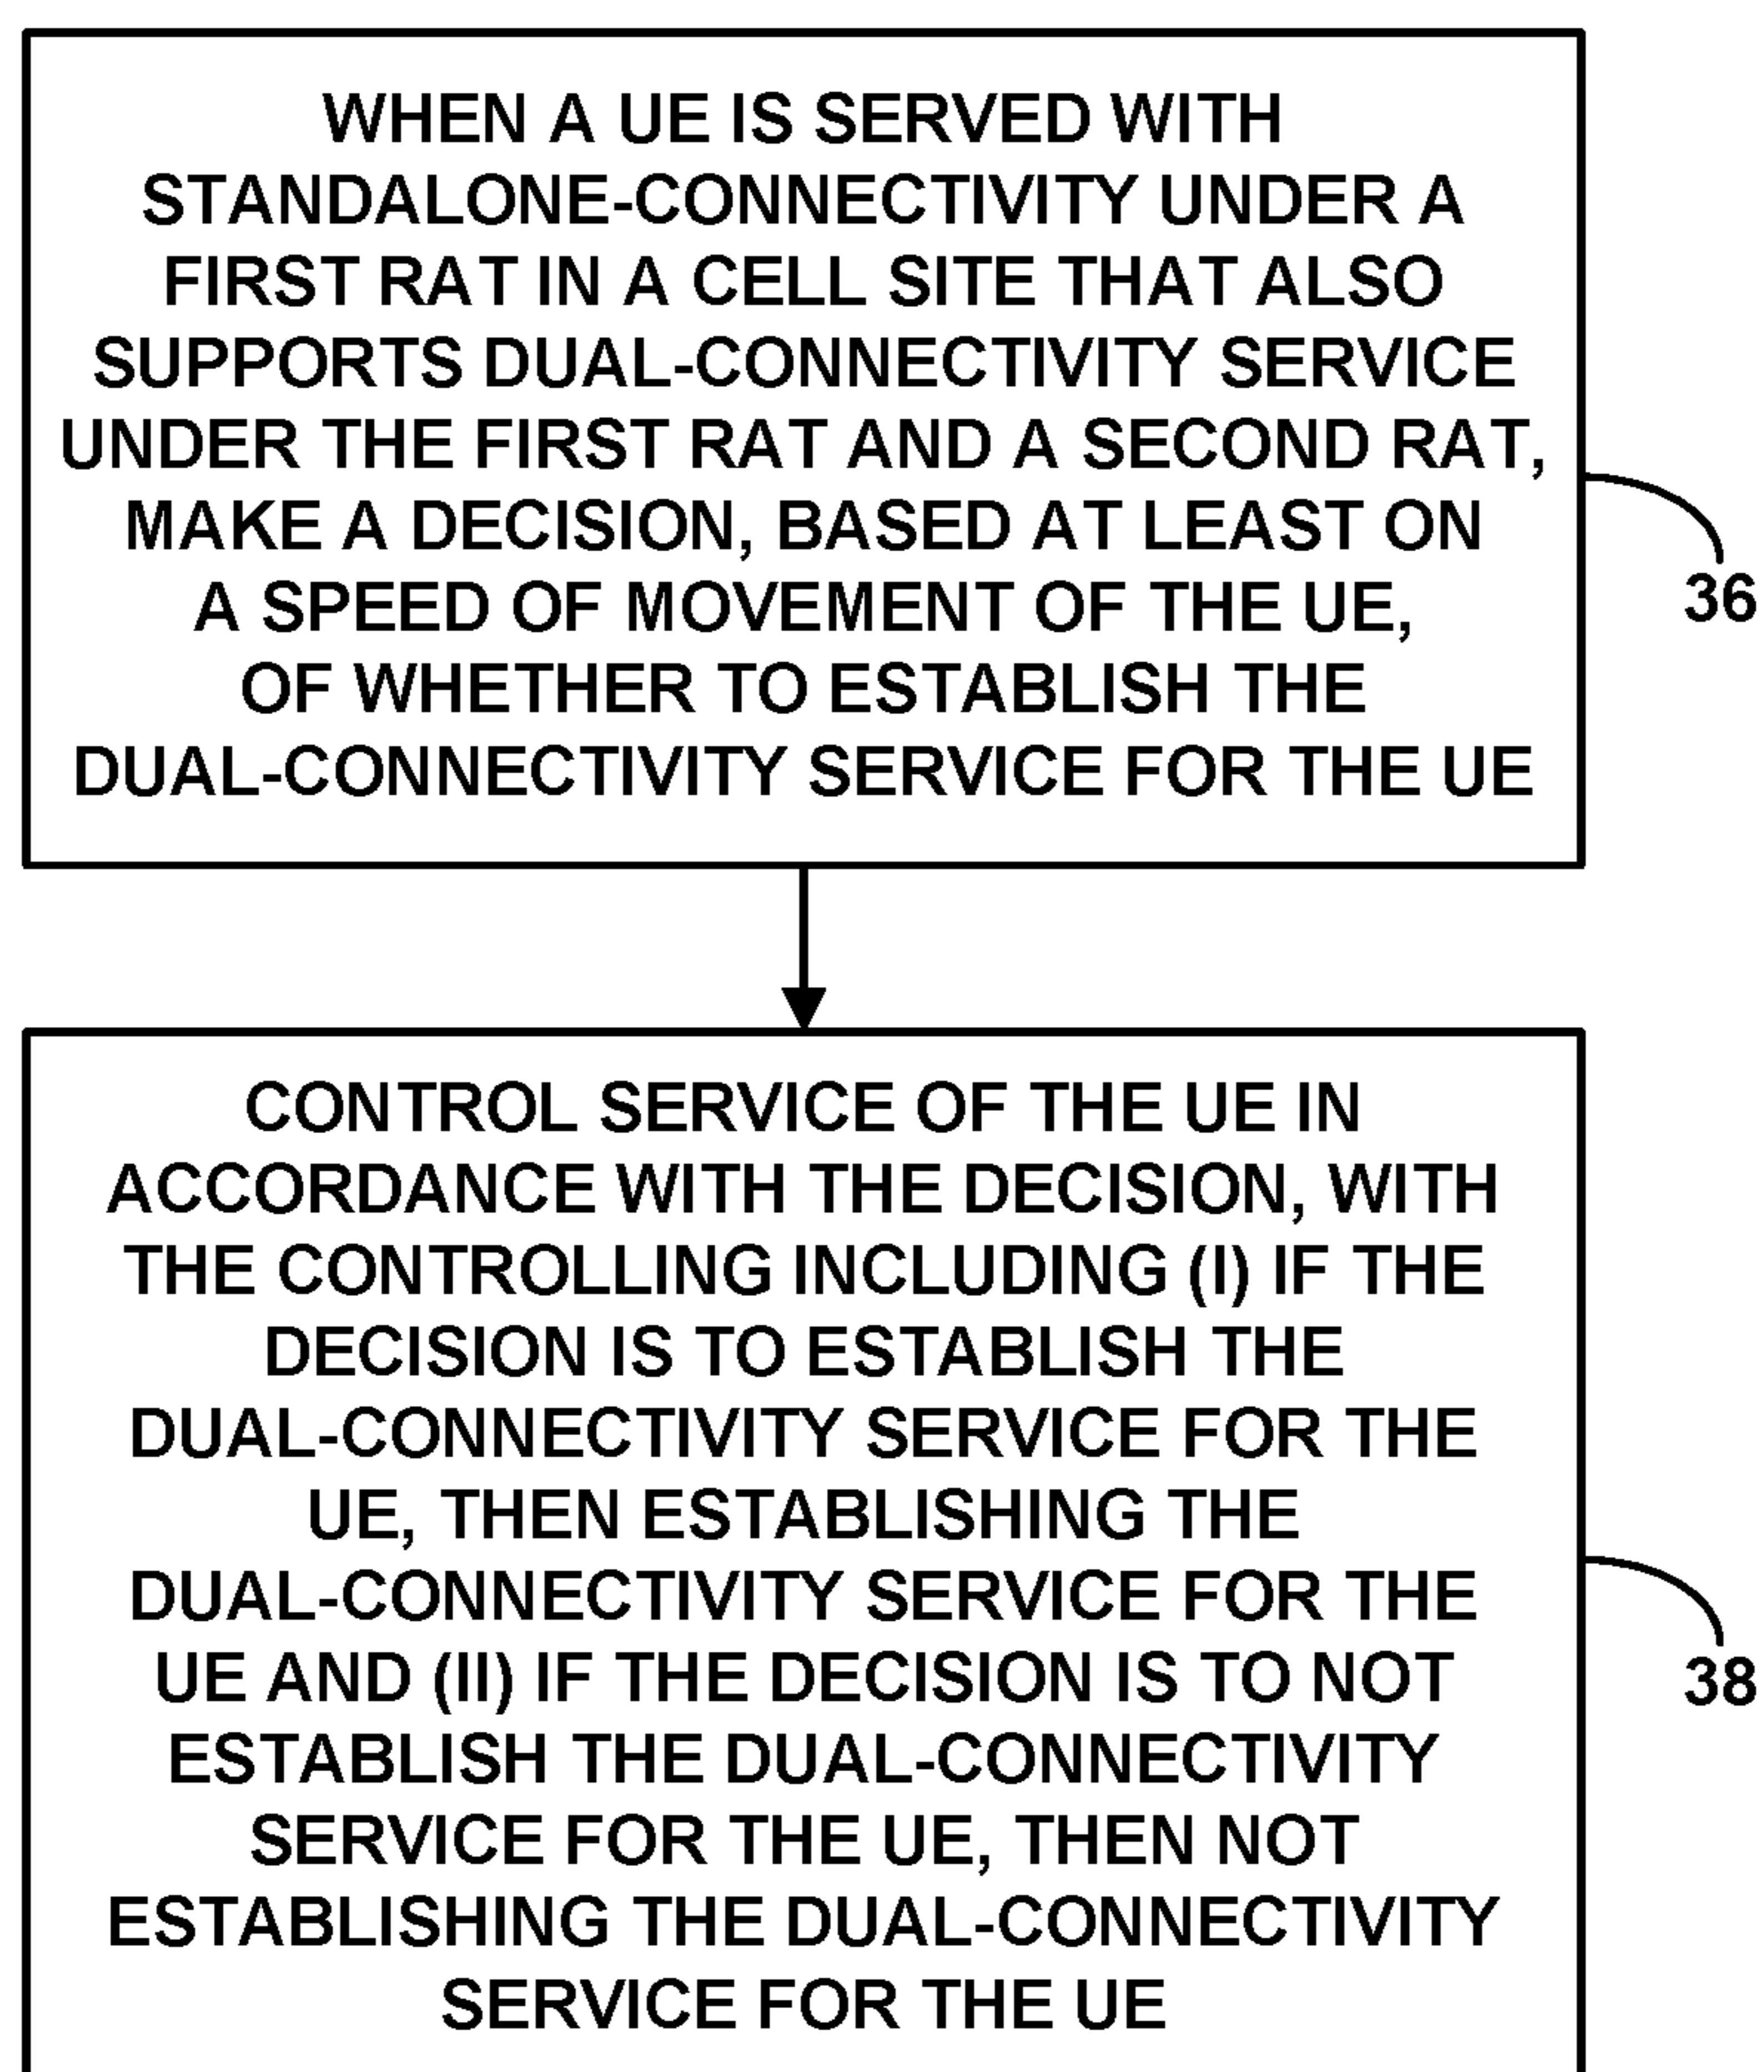 WHEN A UE IS SERVED WITH
STANDALONE-CONNECTIVITY UNDER A
FIRST RAT IN A CELL SITE THAT ALSO
SUPPORTS DUAL-CONNECTIVITY SERVICE
UNDER THE FIRST RAT AND A SECOND RAT,
MAKE A DECISION, BASED AT LEAST ON
A SPEED OF MOVEMENT OF THE UE,
OF WHETHER TO ESTABLISH THE
DUAL-CONNECTIVITY SERVICE FOR THE UE
36
CONTROL SERVICE OF THE UE IN
ACCORDANCE WITH THE DECISION, WITH
THE CONTROLLING INCLUDING (I) IF THE
DECISION IS TO ESTABLISH THE
DUAL-CONNECTIVITY SERVICE FOR THE
UE, THEN ESTABLISHING THE
DUAL-CONNECTIVITY SERVICE FOR THE
UE AND (II) IF THE DECISION IS TO NOT
ESTABLISH THE DUAL-CONNECTIVITY
SERVICE FOR THE UE, THEN NOT
ESTABLISHING THE DUAL-CONNECTIVITY
SERVICE FOR THE UE
38